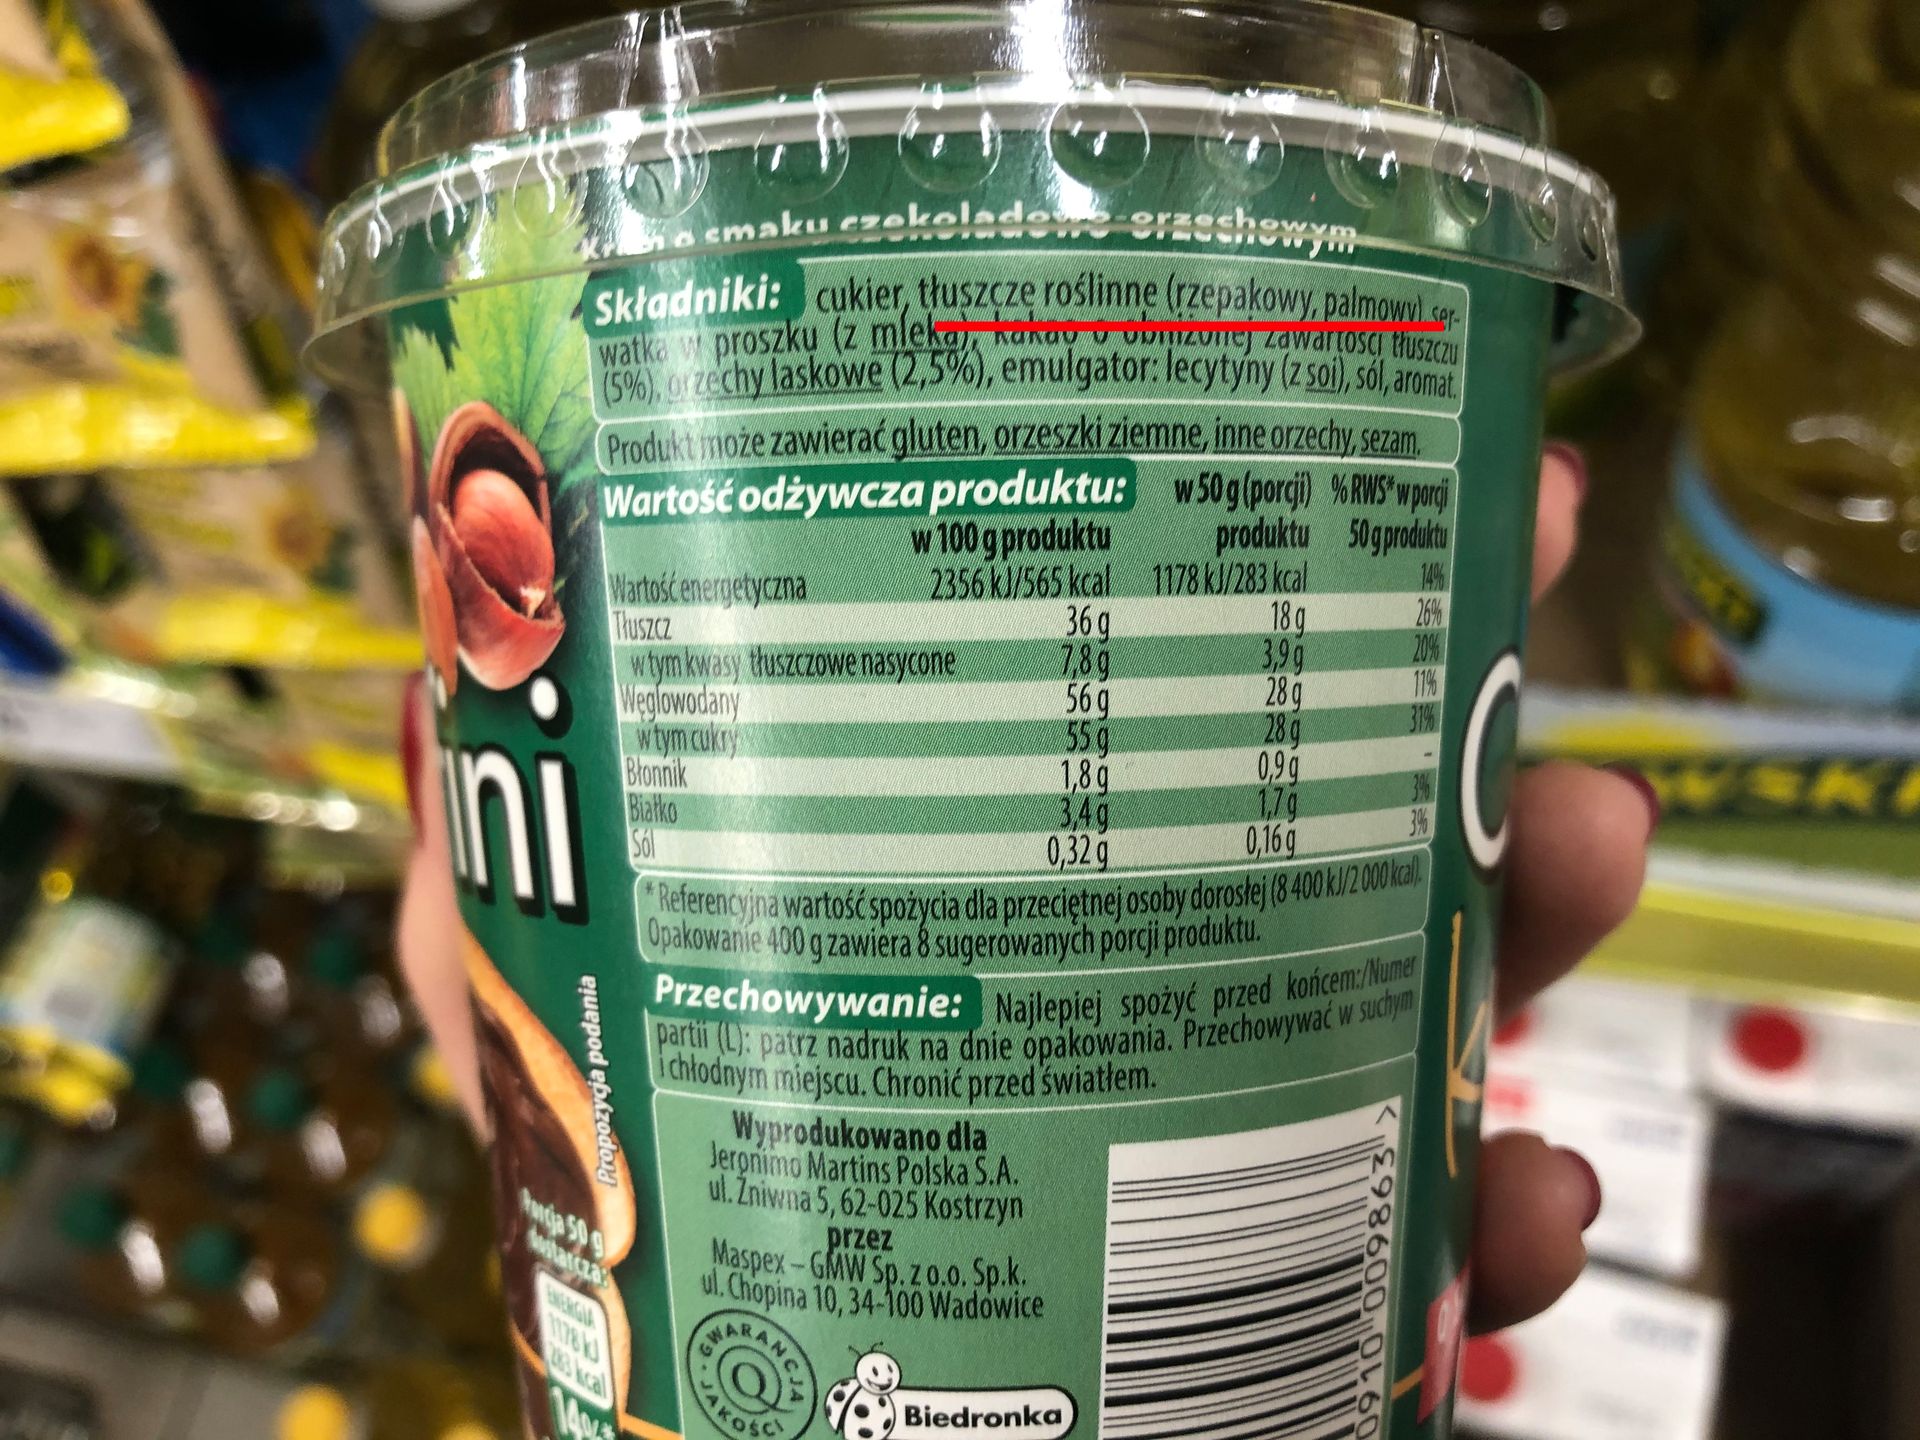 Krem o smaku czekoladowo-orzechowym
Składniki: cukier, tłuszcze roślinne (rzepakowy, palmowy) ser-
watka w proszku (z mleka), kakao o obniżonej zawartości tłuszczu
(5%), orzechy laskowe (2,5%), emulgator: lecytyny (z soi), sól, aromat.
Produkt może zawierać gluten, orzeszki ziemne, inne orzechy, sezam.
Wartość odżywcza produktu: w 50 g (porcji) % RWS* w porcji
w 100 g produktu produktu 50 g produktu
Wartość energetyczna 2356 kJ/565 kcal 1178 kJ/283 kcal 14%
Tłuszcz 36 g 18 g 26%
w tym kwasy tłuszczowe nasycone 7,8 g 3,9 g 20%
Węglowodany 56 g 28 g 11%
w tym cukry 55 g 28 g 31%
Błonnik 1,8 g 0,9 g –
Białko 3,4 g 1,7 g 3%
Sól 0,32 g 0,16 g 3%
* Referencyjna wartość spożycia dla przeciętnej osoby dorosłej (8 400 kJ/2 000 kcal).
Opakowanie 400 g zawiera 8 sugerowanych porcji produktu.
Przechowywanie: Najlepiej spożyć przed końcem:/Numer
partii (L): patrz nadruk na dnie opakowania. Przechowywać w suchym
i chłodnym miejscu. Chronić przed światłem.
Wyprodukowano dla
Jeronimo Martins Polska S.A.
ul. Żniwna 5, 62-025 Kostrzyn
przez
Maspex – GMW Sp. z o.o. Sp.k.
ul. Chopina 10, 34-100 Wadowice
GWARANCJA
Q
JAKOŚCI
Biedronka
0910 009863 >
ini
Propozycja podania
Porcja 50 g
dostarcza:
ENERGIA
1178 kJ
283 kcal
14%*